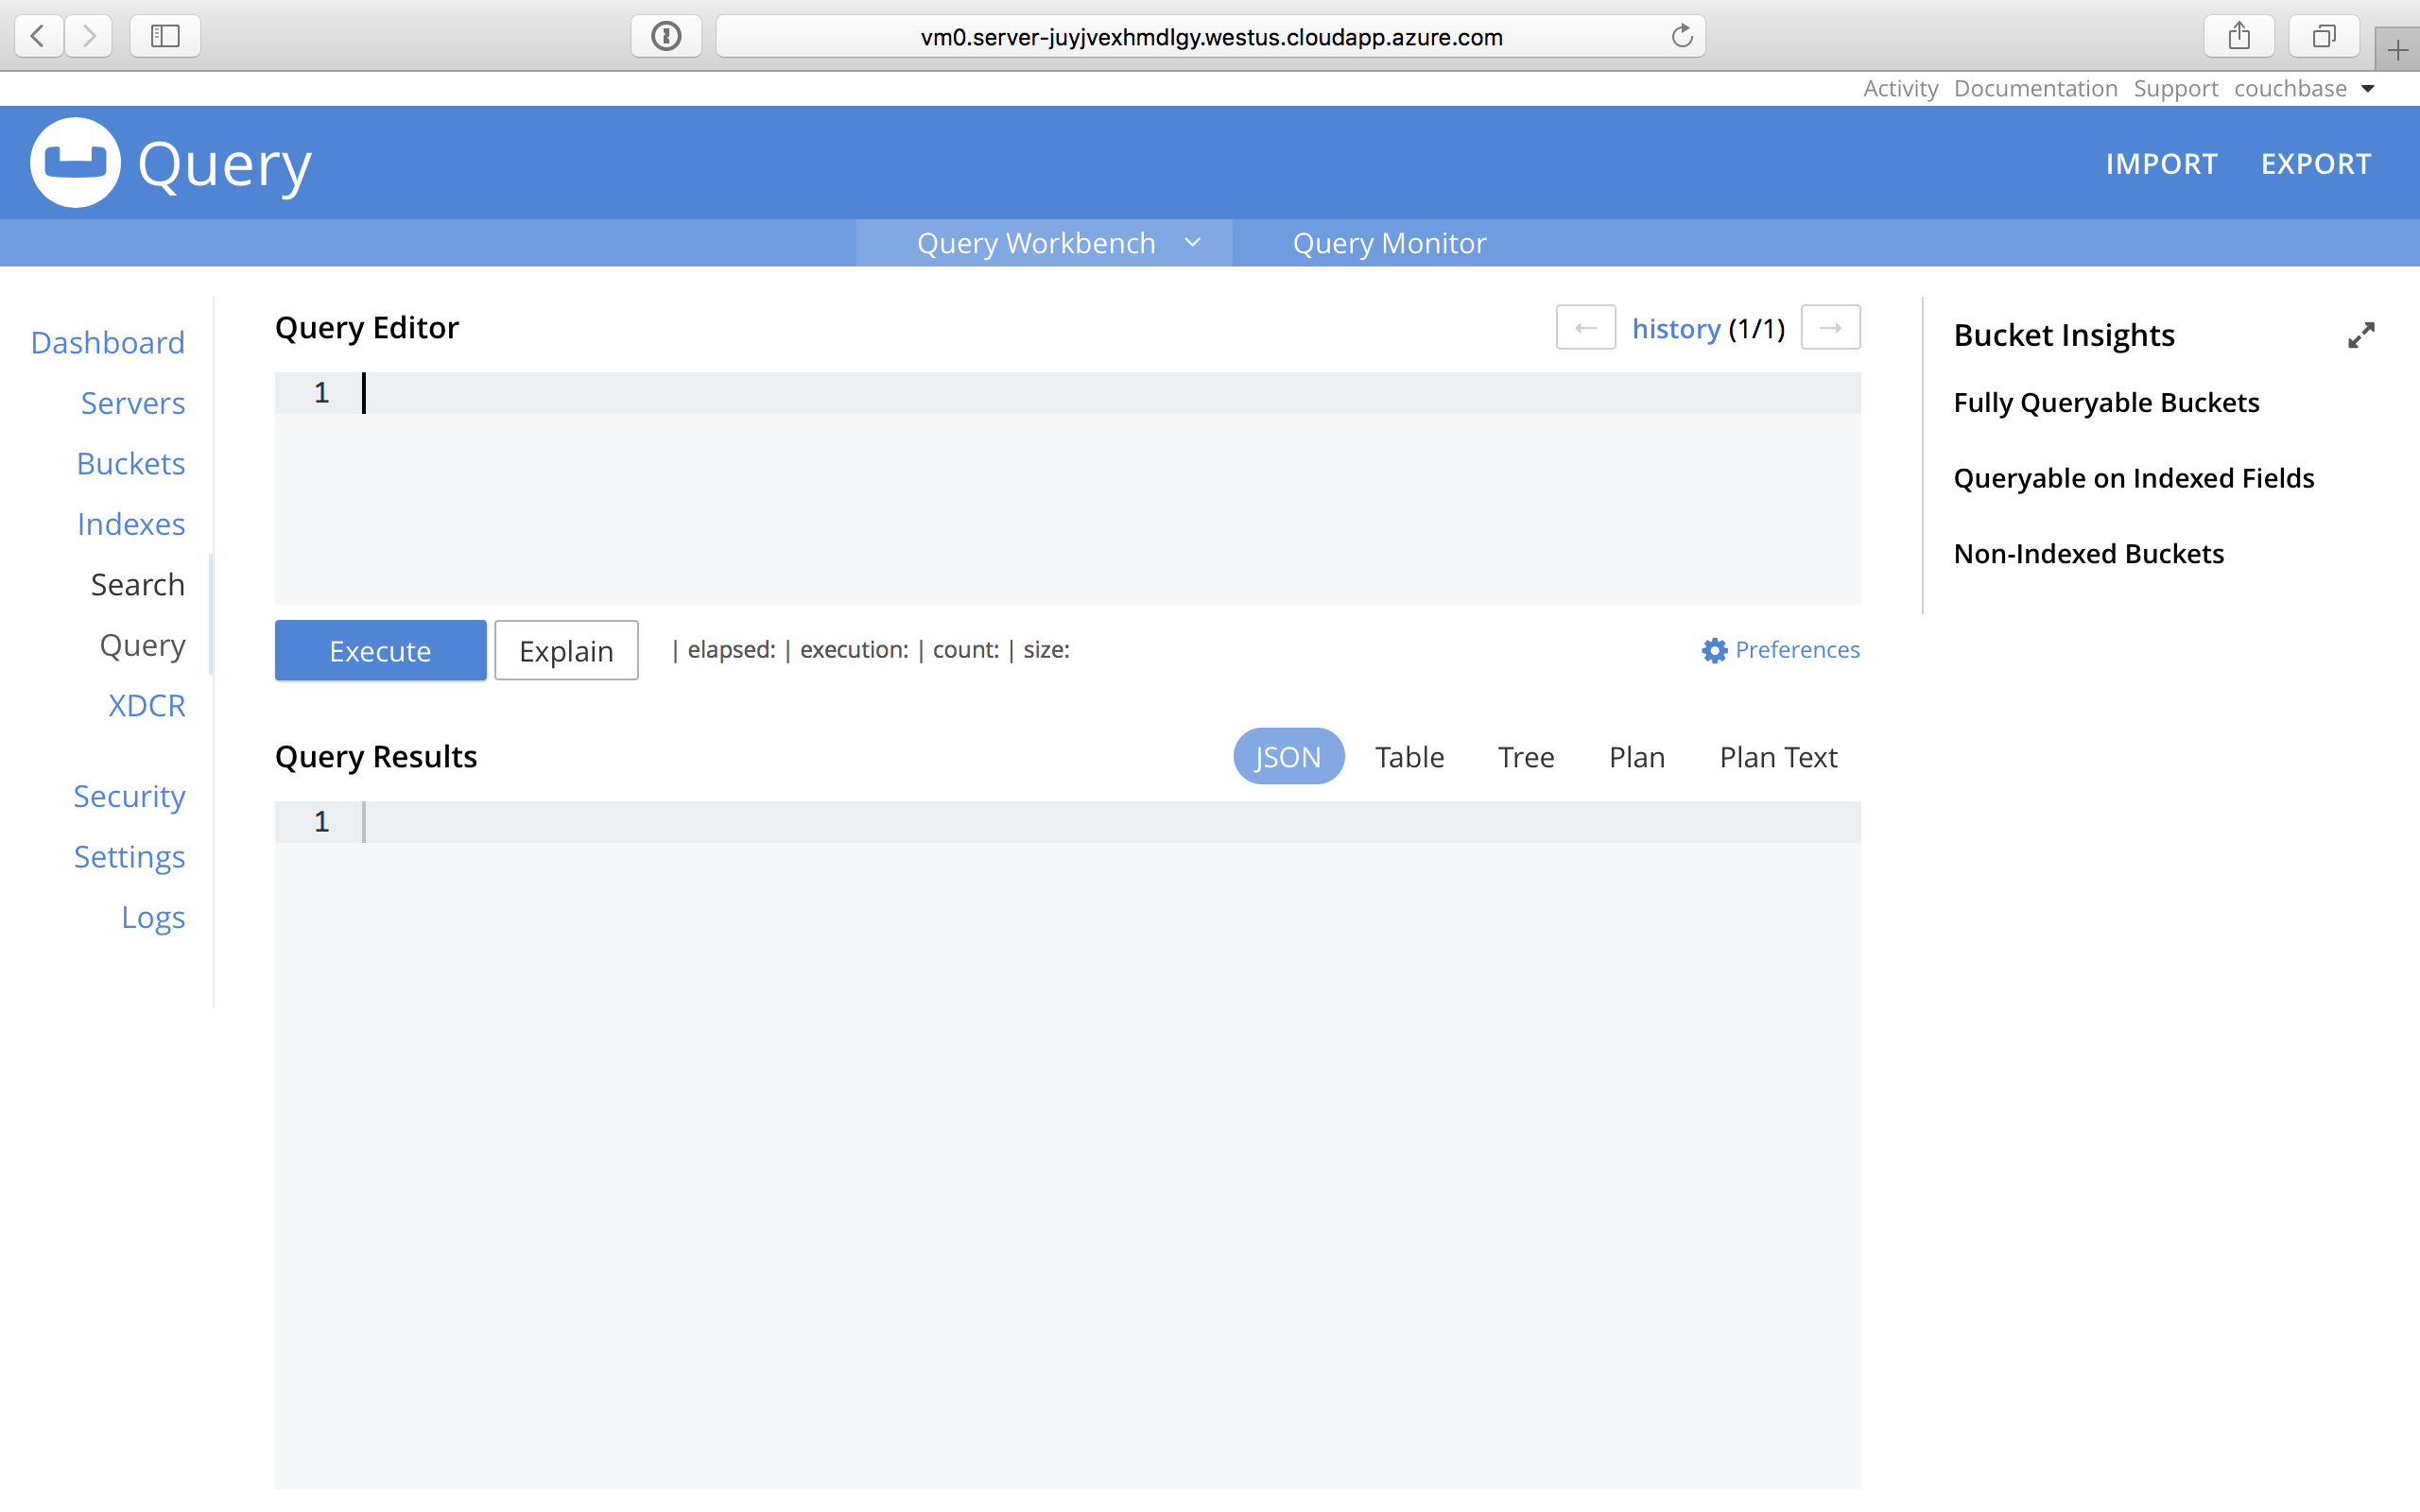 vm0.server-juyjvexhmdlgy.westus.cloudapp.azure.com
Activity Documentation Support couchbase
Query
IMPORT EXPORT
Query Workbench Query Monitor
Dashboard
Servers
Buckets
Indexes
Search
Query
XDCR
Security
Settings
Logs
Query Editor
history (1/1)
1
Execute Explain | elapsed: | execution: | count: | size: Preferences
Query Results
JSON Table Tree Plan Plan Text
1
Bucket Insights
Fully Queryable Buckets
Queryable on Indexed Fields
Non-Indexed Buckets